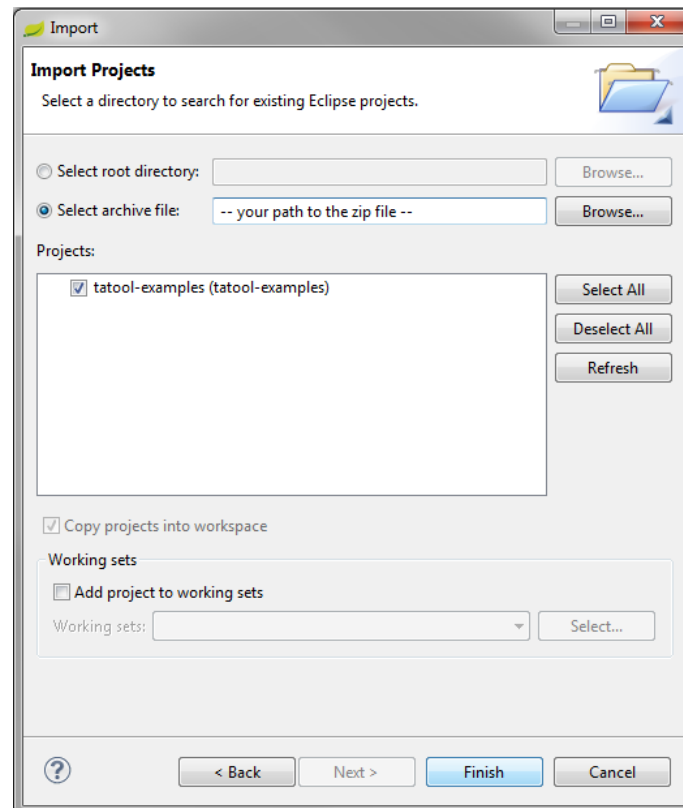 Import
Import Projects
Select a directory to search for existing Eclipse projects.
Select root directory:
Browse...
Select archive file:
-- your path to the zip file --
Browse...
Projects:
tatool-examples (tatool-examples)
Select All
Deselect All
Refresh
Copy projects into workspace
Working sets
Add project to working sets
Working sets:
Select...
?
< Back
Next >
Finish
Cancel